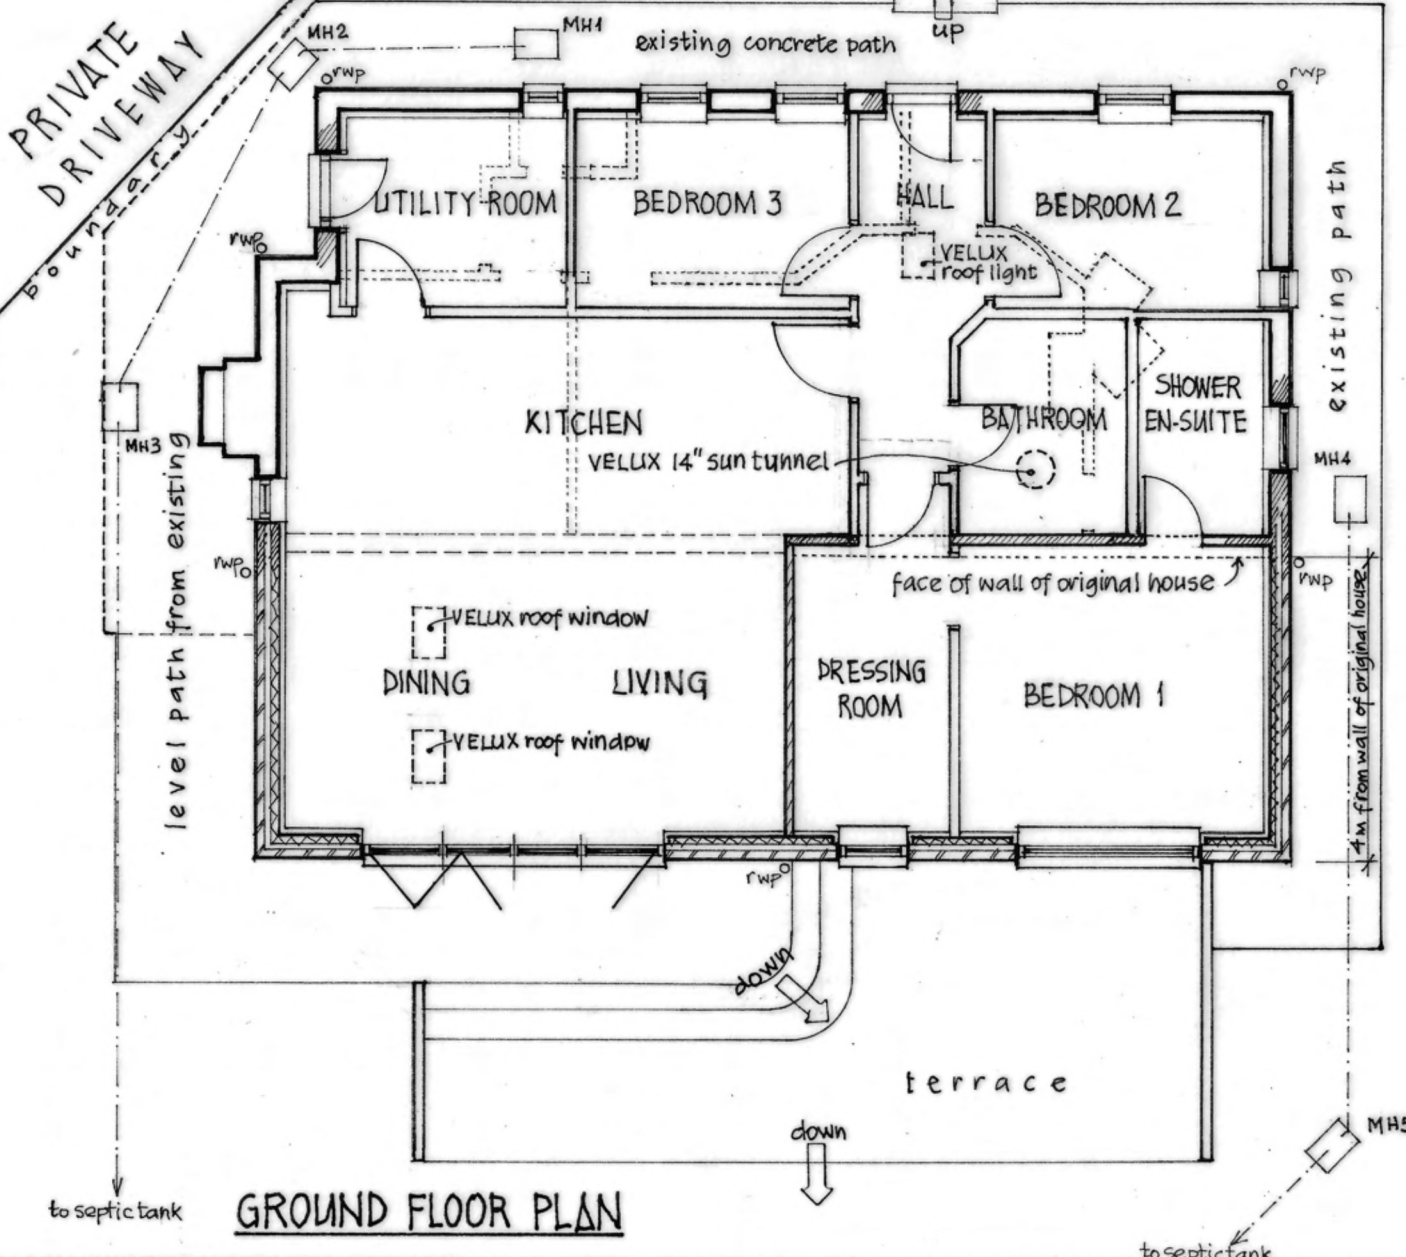 PRIVATE
DRIVEWAY
boundary
MH2
MH1
existing concrete path
up
rwp
rwp
UTILITY ROOM
BEDROOM 3
HALL
BEDROOM 2
rwp
VELUX
roof light
existing path
KITCHEN
BATHROOM
SHOWER
EN-SUITE
MH3
VELUX 14" sun tunnel
MH4
level path from existing
rwp
face of wall of original house
rwp
VELUX roof window
DINING
LIVING
DRESSING
ROOM
BEDROOM 1
VELUX roof window
4m from wall of original house
rwp
down
terrace
down
MH5
to septic tank
GROUND FLOOR PLAN
to septic tank